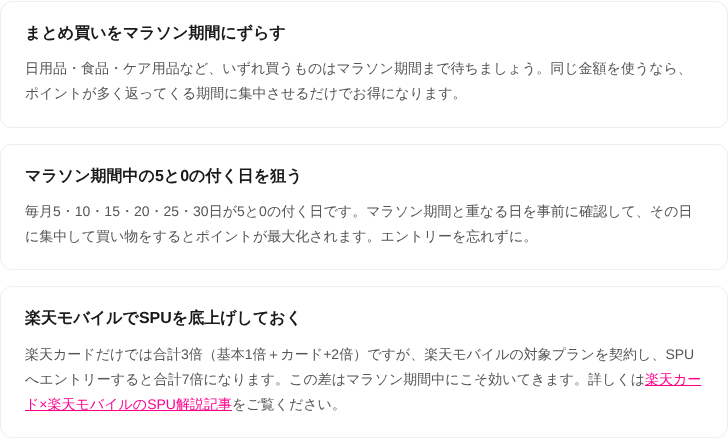 まとめ買いをマラソン期間にずらす
日用品・食品・ケア用品など、いずれ買うものはマラソン期間まで待ちましょう。同じ金額を使うなら、
ポイントが多く返ってくる期間に集中させるだけでお得になります。
マラソン期間中の5と0の付く日を狙う
毎月5・10・15・20・25・30日が5と0の付く日です。マラソン期間と重なる日を事前に確認して、その日
に集中して買い物をするとポイントが最大化されます。エントリーを忘れずに。
楽天モバイルでSPUを底上げしておく
楽天カードだけでは合計3倍（基本1倍＋カード+2倍）ですが、楽天モバイルの対象プランを契約し、SPU
へエントリーすると合計7倍になります。この差はマラソン期間中にこそ効いてきます。詳しくは楽天カー
ド×楽天モバイルのSPU解説記事をご覧ください。